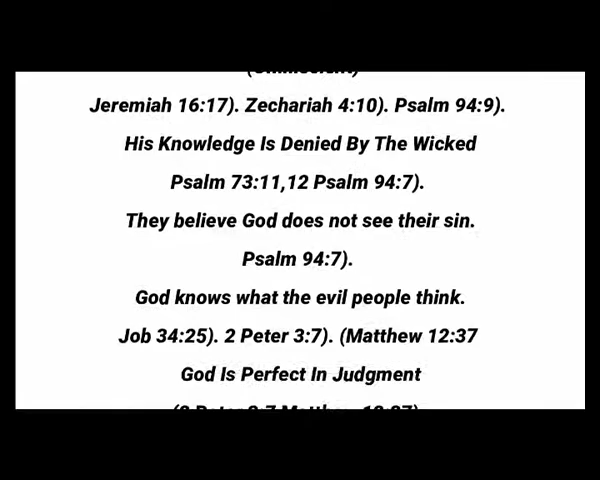 Jeremiah 16:17). Zechariah 4:10). Psalm 94:9).
His Knowledge Is Denied By The Wicked
Psalm 73:11,12 Psalm 94:7).
They believe God does not see their sin.
Psalm 94:7).
God knows what the evil people think.
Job 34:25). 2 Peter 3:7). (Matthew 12:37
God Is Perfect In Judgment